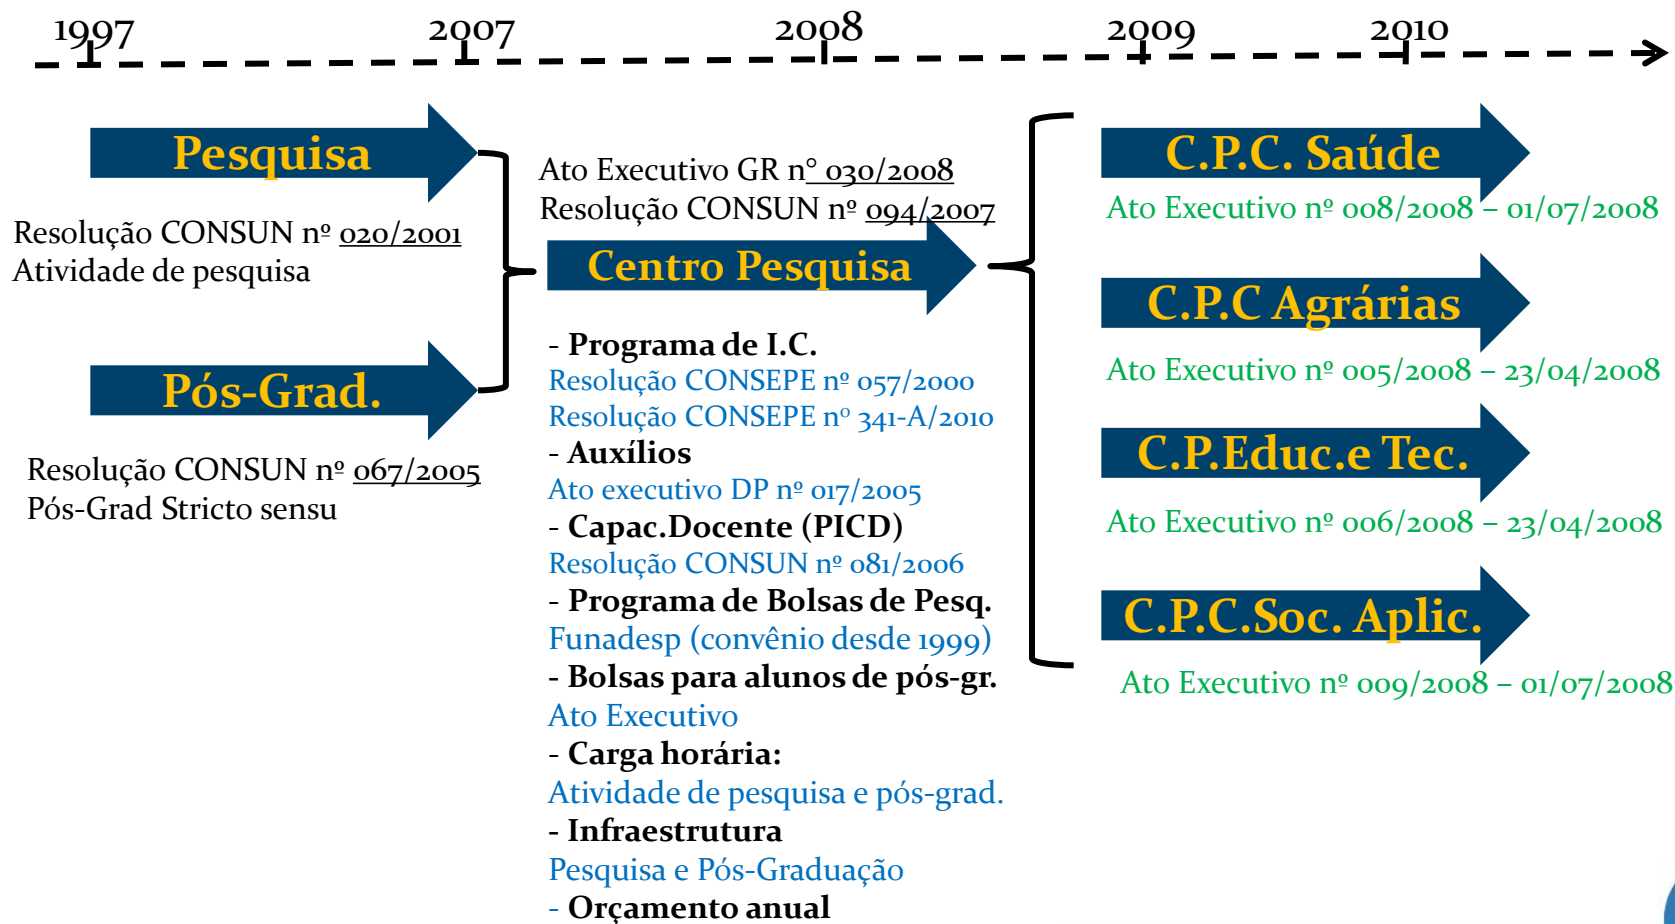 1997 2007 2008 2009 2010
Pesquisa
Resolução CONSUN nº 020/2001
Atividade de pesquisa
Pós-Grad.
Resolução CONSUN nº 067/2005
Pós-Grad Stricto sensu
Ato Executivo GR n° 030/2008
Resolução CONSUN nº 094/2007
Centro Pesquisa
- Programa de I.C.
Resolução CONSEPE nº 057/2000
Resolução CONSEPE nº 341-A/2010
- Auxílios
Ato executivo DP nº 017/2005
- Capac.Docente (PICD)
Resolução CONSUN nº 081/2006
- Programa de Bolsas de Pesq.
Funadesp (convênio desde 1999)
- Bolsas para alunos de pós-gr.
Ato Executivo
- Carga horária:
Atividade de pesquisa e pós-grad.
- Infraestrutura
Pesquisa e Pós-Graduação
- Orçamento anual
C.P.C. Saúde
Ato Executivo nº 008/2008 – 01/07/2008
C.P.C Agrárias
Ato Executivo nº 005/2008 – 23/04/2008
C.P.Educ.e Tec.
Ato Executivo nº 006/2008 – 23/04/2008
C.P.C.Soc. Aplic.
Ato Executivo nº 009/2008 – 01/07/2008